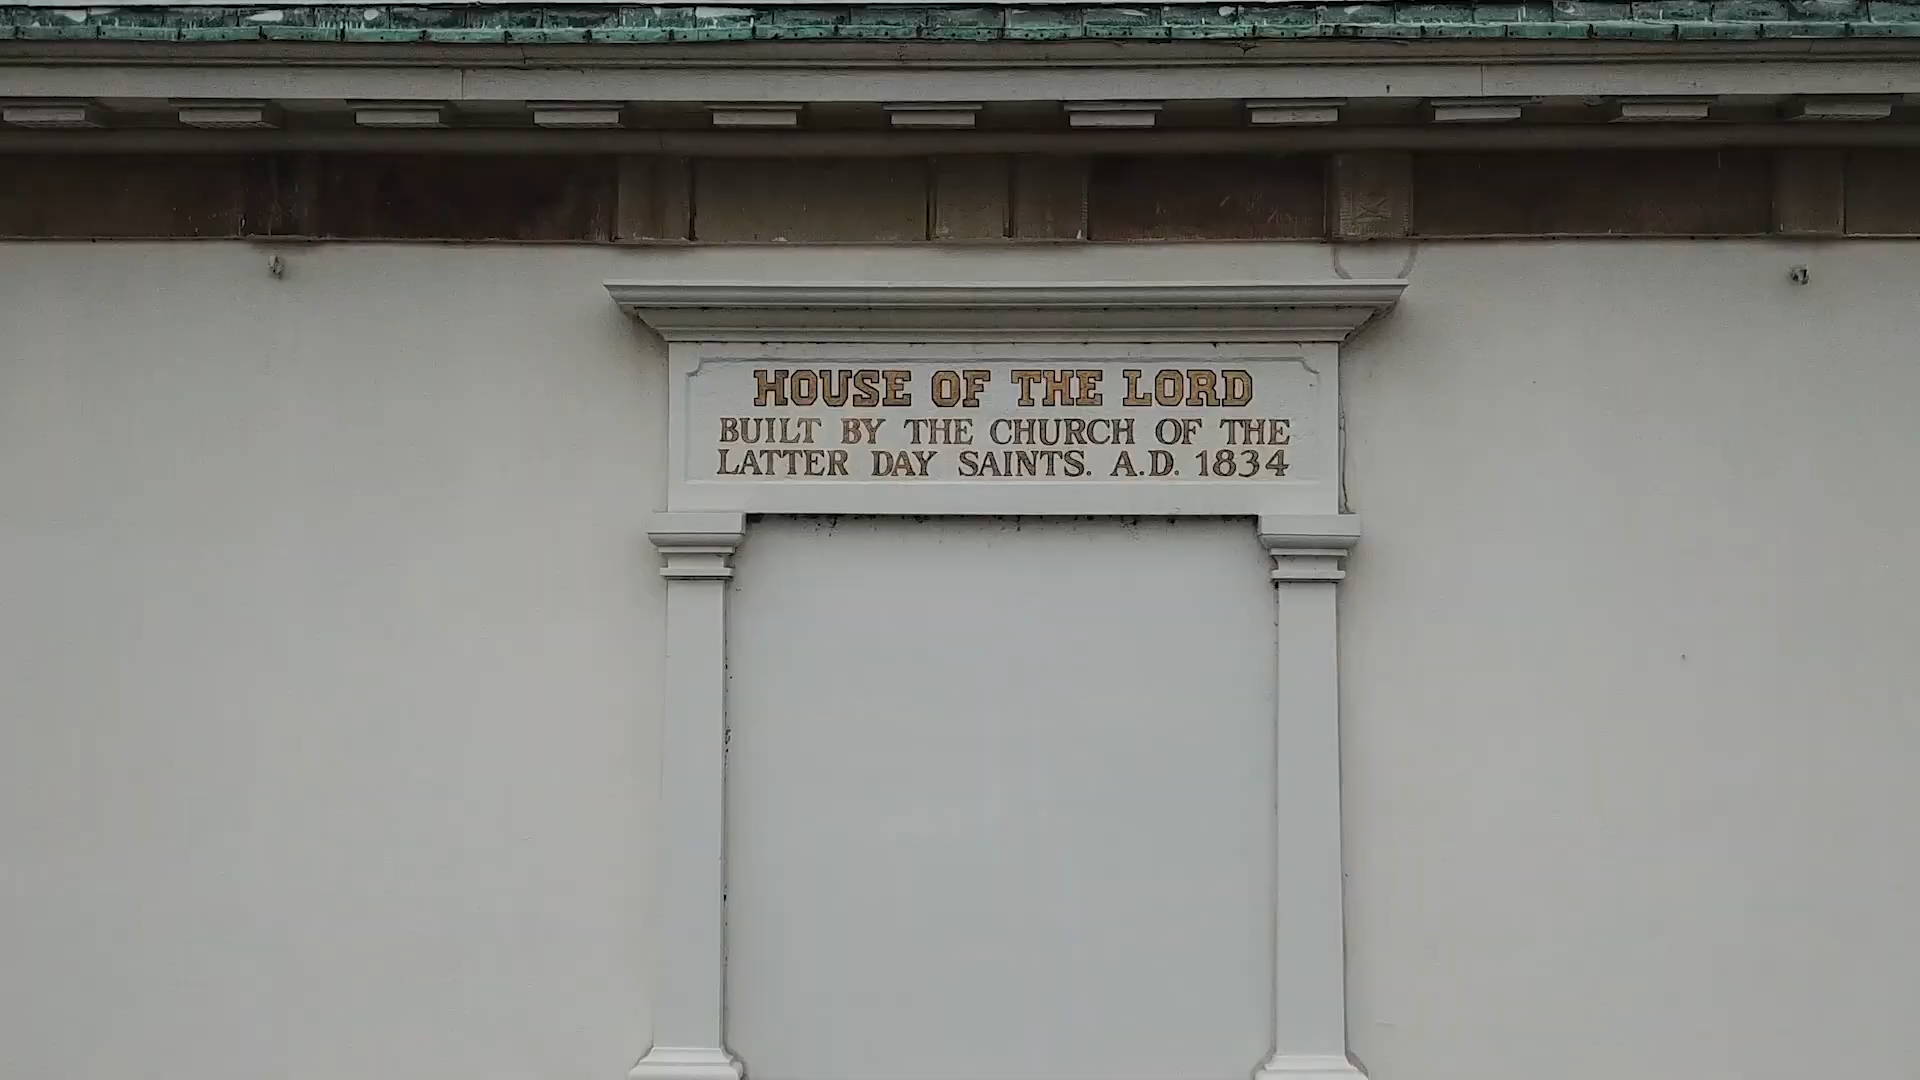 HOUSE OF THE LORD
BUILT BY THE CHURCH OF THE
LATTER DAY SAINTS. A.D. 1834